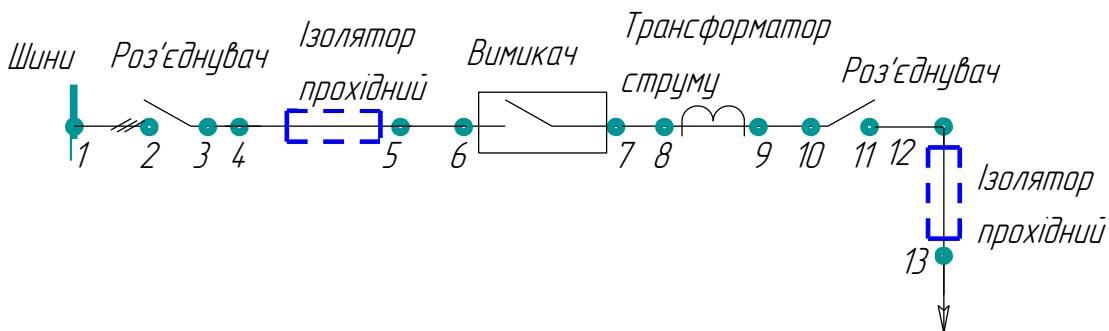 Шини
Роз'єднувач
Ізолятор
прохідний
Вимикач
Трансформатор
струму
Роз'єднувач
1
2
3
4
5
6
7
8
9
10
11
12
Ізолятор
прохідний
13